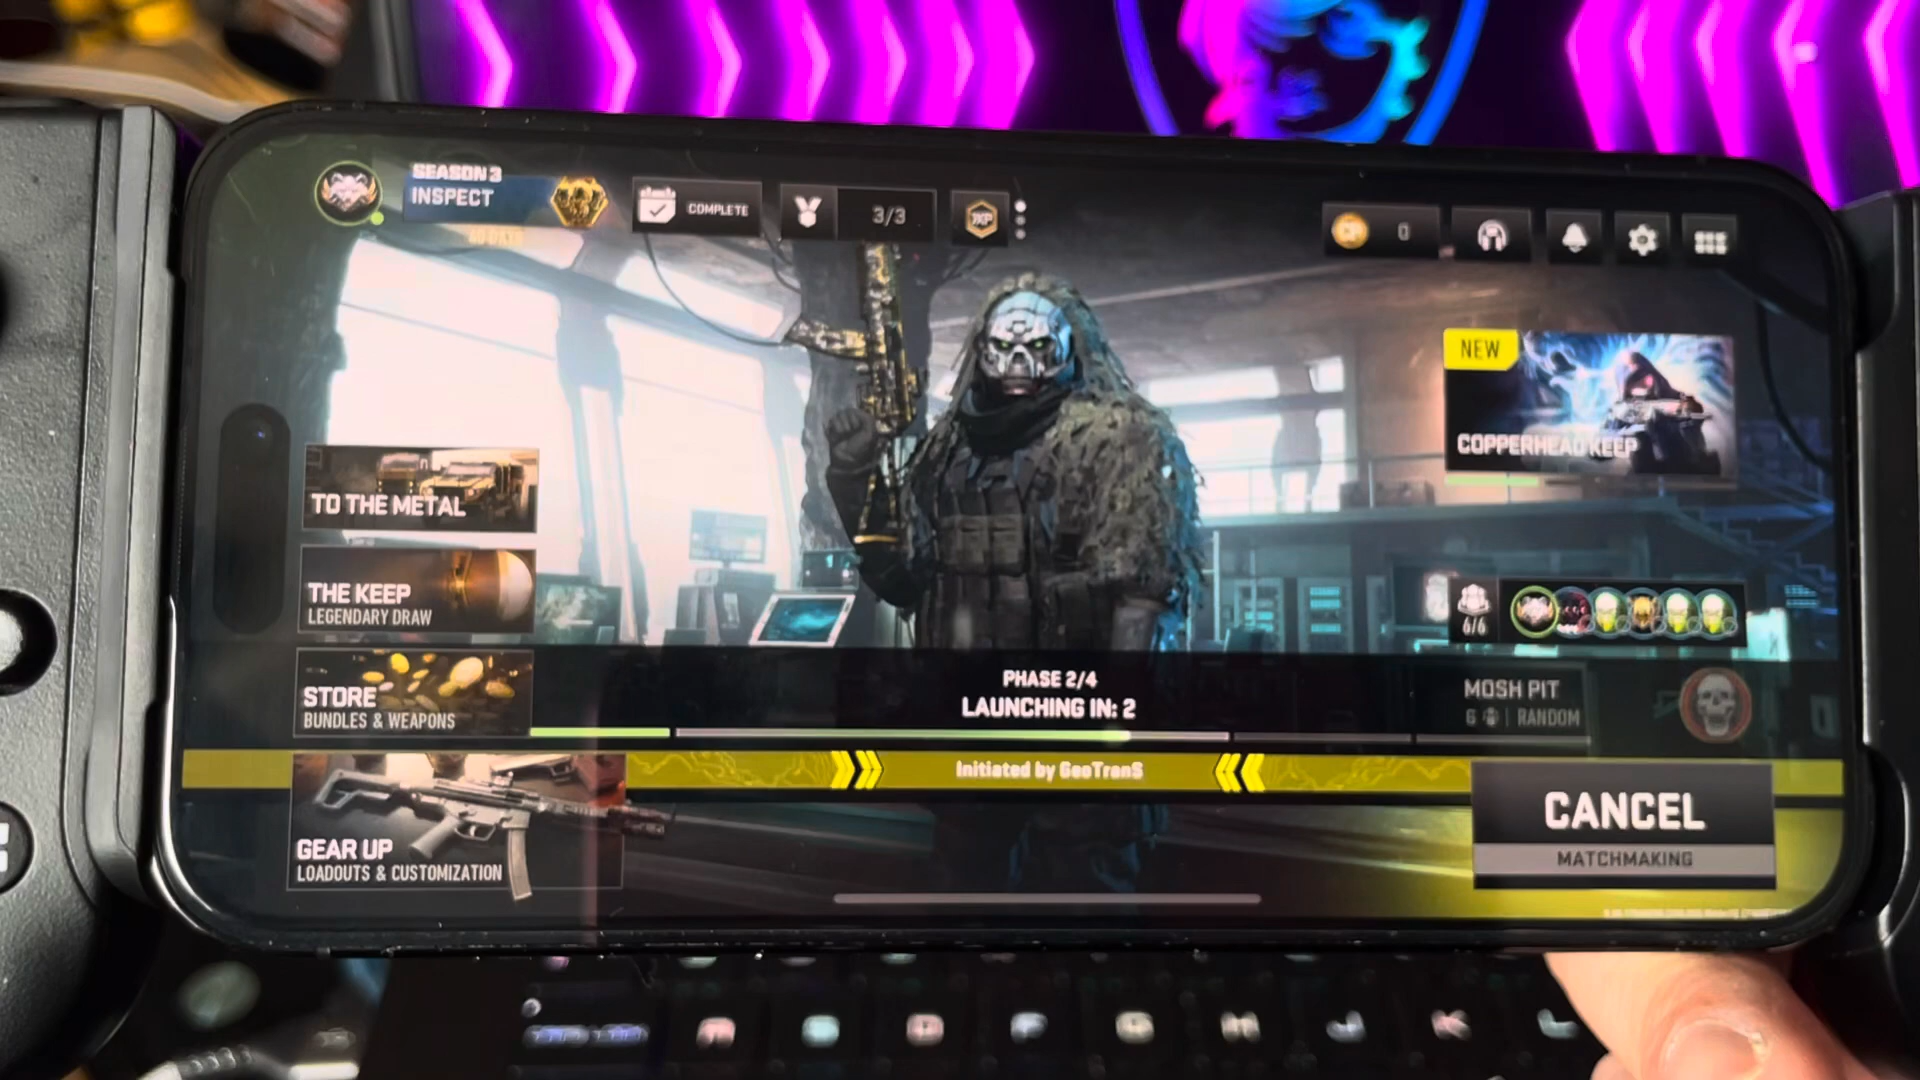 SEASON 3
INSPECT
COMPLETE
3/3
0
NEW
COPPERHEAD KEEP
TO THE METAL
THE KEEP
LEGENDARY DRAW
6/6
STORE
BUNDLES & WEAPONS
PHASE 2/4
LAUNCHING IN: 2
MOSH PIT
6 | RANDOM
Initiated by GeoTranS
GEAR UP
LOADOUTS & CUSTOMIZATION
CANCEL
MATCHMAKING